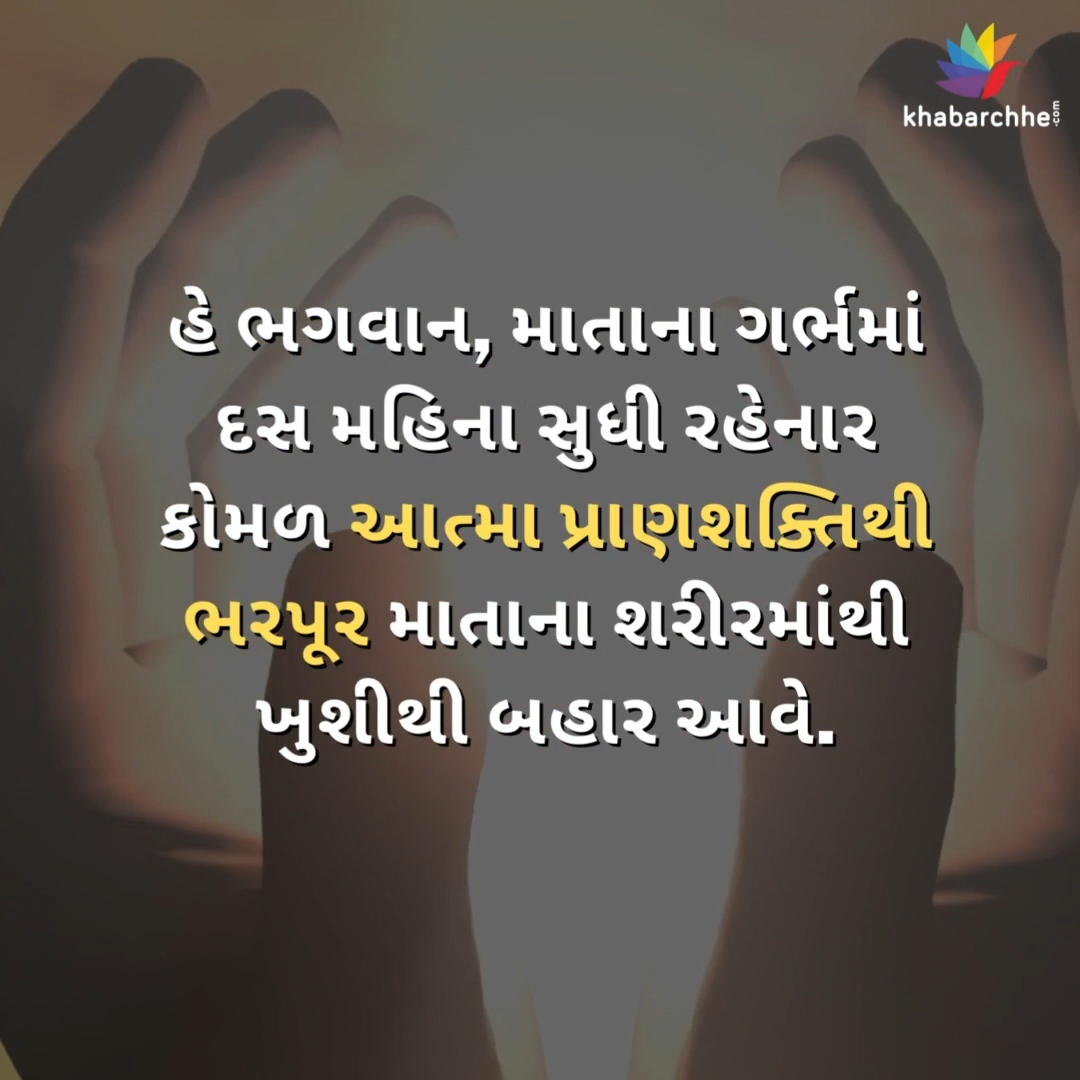 khabarchhe.com
હે ભગવાન, માતાના ગર્ભમાં
દસ મહિના સુધી રહેનાર
કોમળ આત્મા પ્રાણશક્તિથી
ભરપૂર માતાના શરીરમાંથી
ખુશીથી બહાર આવે.